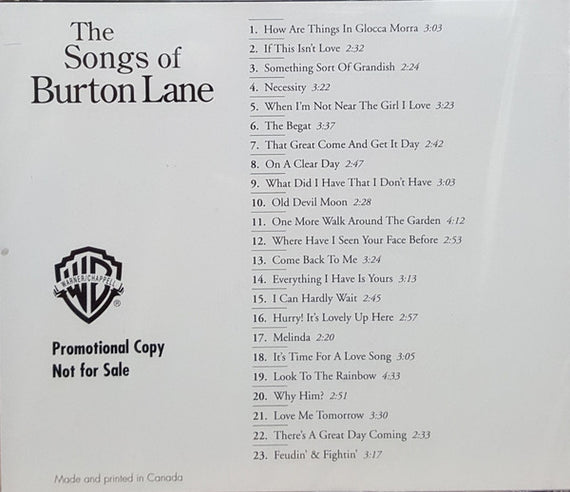 The
Songs of
Burton Lane
WARNER/CHAPPELL
®
Promotional Copy
Not for Sale
Made and printed in Canada
1. How Are Things In Glocca Morra 3:03
2. If This Isn't Love 2:32
3. Something Sort Of Grandish 2:24
4. Necessity 3:22
5. When I'm Not Near The Girl I Love 3:23
6. The Begat 3:37
7. That Great Come And Get It Day 2:42
8. On A Clear Day 2:47
9. What Did I Have That I Don't Have 3:03
10. Old Devil Moon 2:28
11. One More Walk Around The Garden 4:12
12. Where Have I Seen Your Face Before 2:53
13. Come Back To Me 3:24
14. Everything I Have Is Yours 3:13
15. I Can Hardly Wait 2:45
16. Hurry! It's Lovely Up Here 2:57
17. Melinda 2:20
18. It's Time For A Love Song 3:05
19. Look To The Rainbow 4:33
20. Why Him? 2:51
21. Love Me Tomorrow 3:30
22. There's A Great Day Coming 2:33
23. Feudin' & Fightin' 3:17